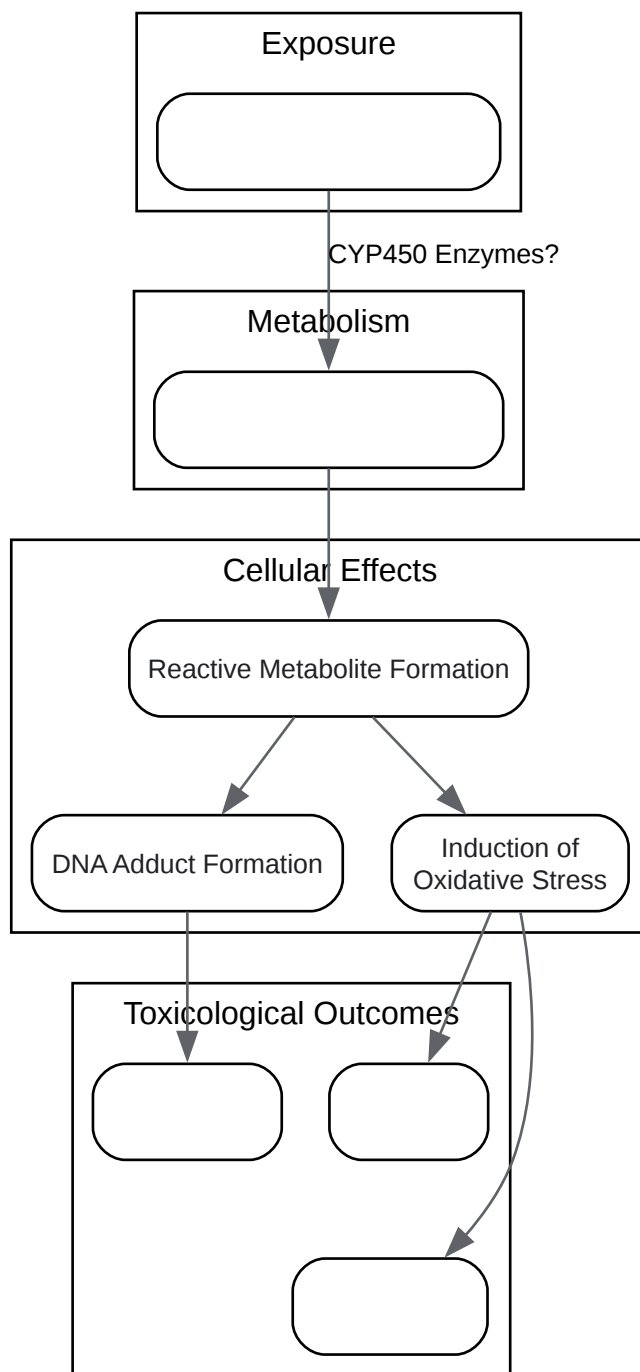 Exposure
CYP450 Enzymes?
Metabolism
Cellular Effects
Reactive Metabolite Formation
DNA Adduct Formation
Induction of
Oxidative Stress
Toxicological Outcomes